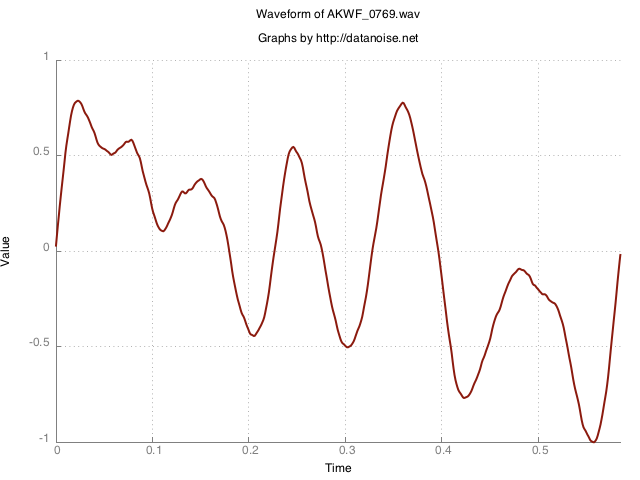 Waveform of AKWF_0769.wav
Graphs by http://datanoise.net
1
0.5
0
-0.5
-1
Value
0 0.1 0.2 0.3 0.4 0.5
Time